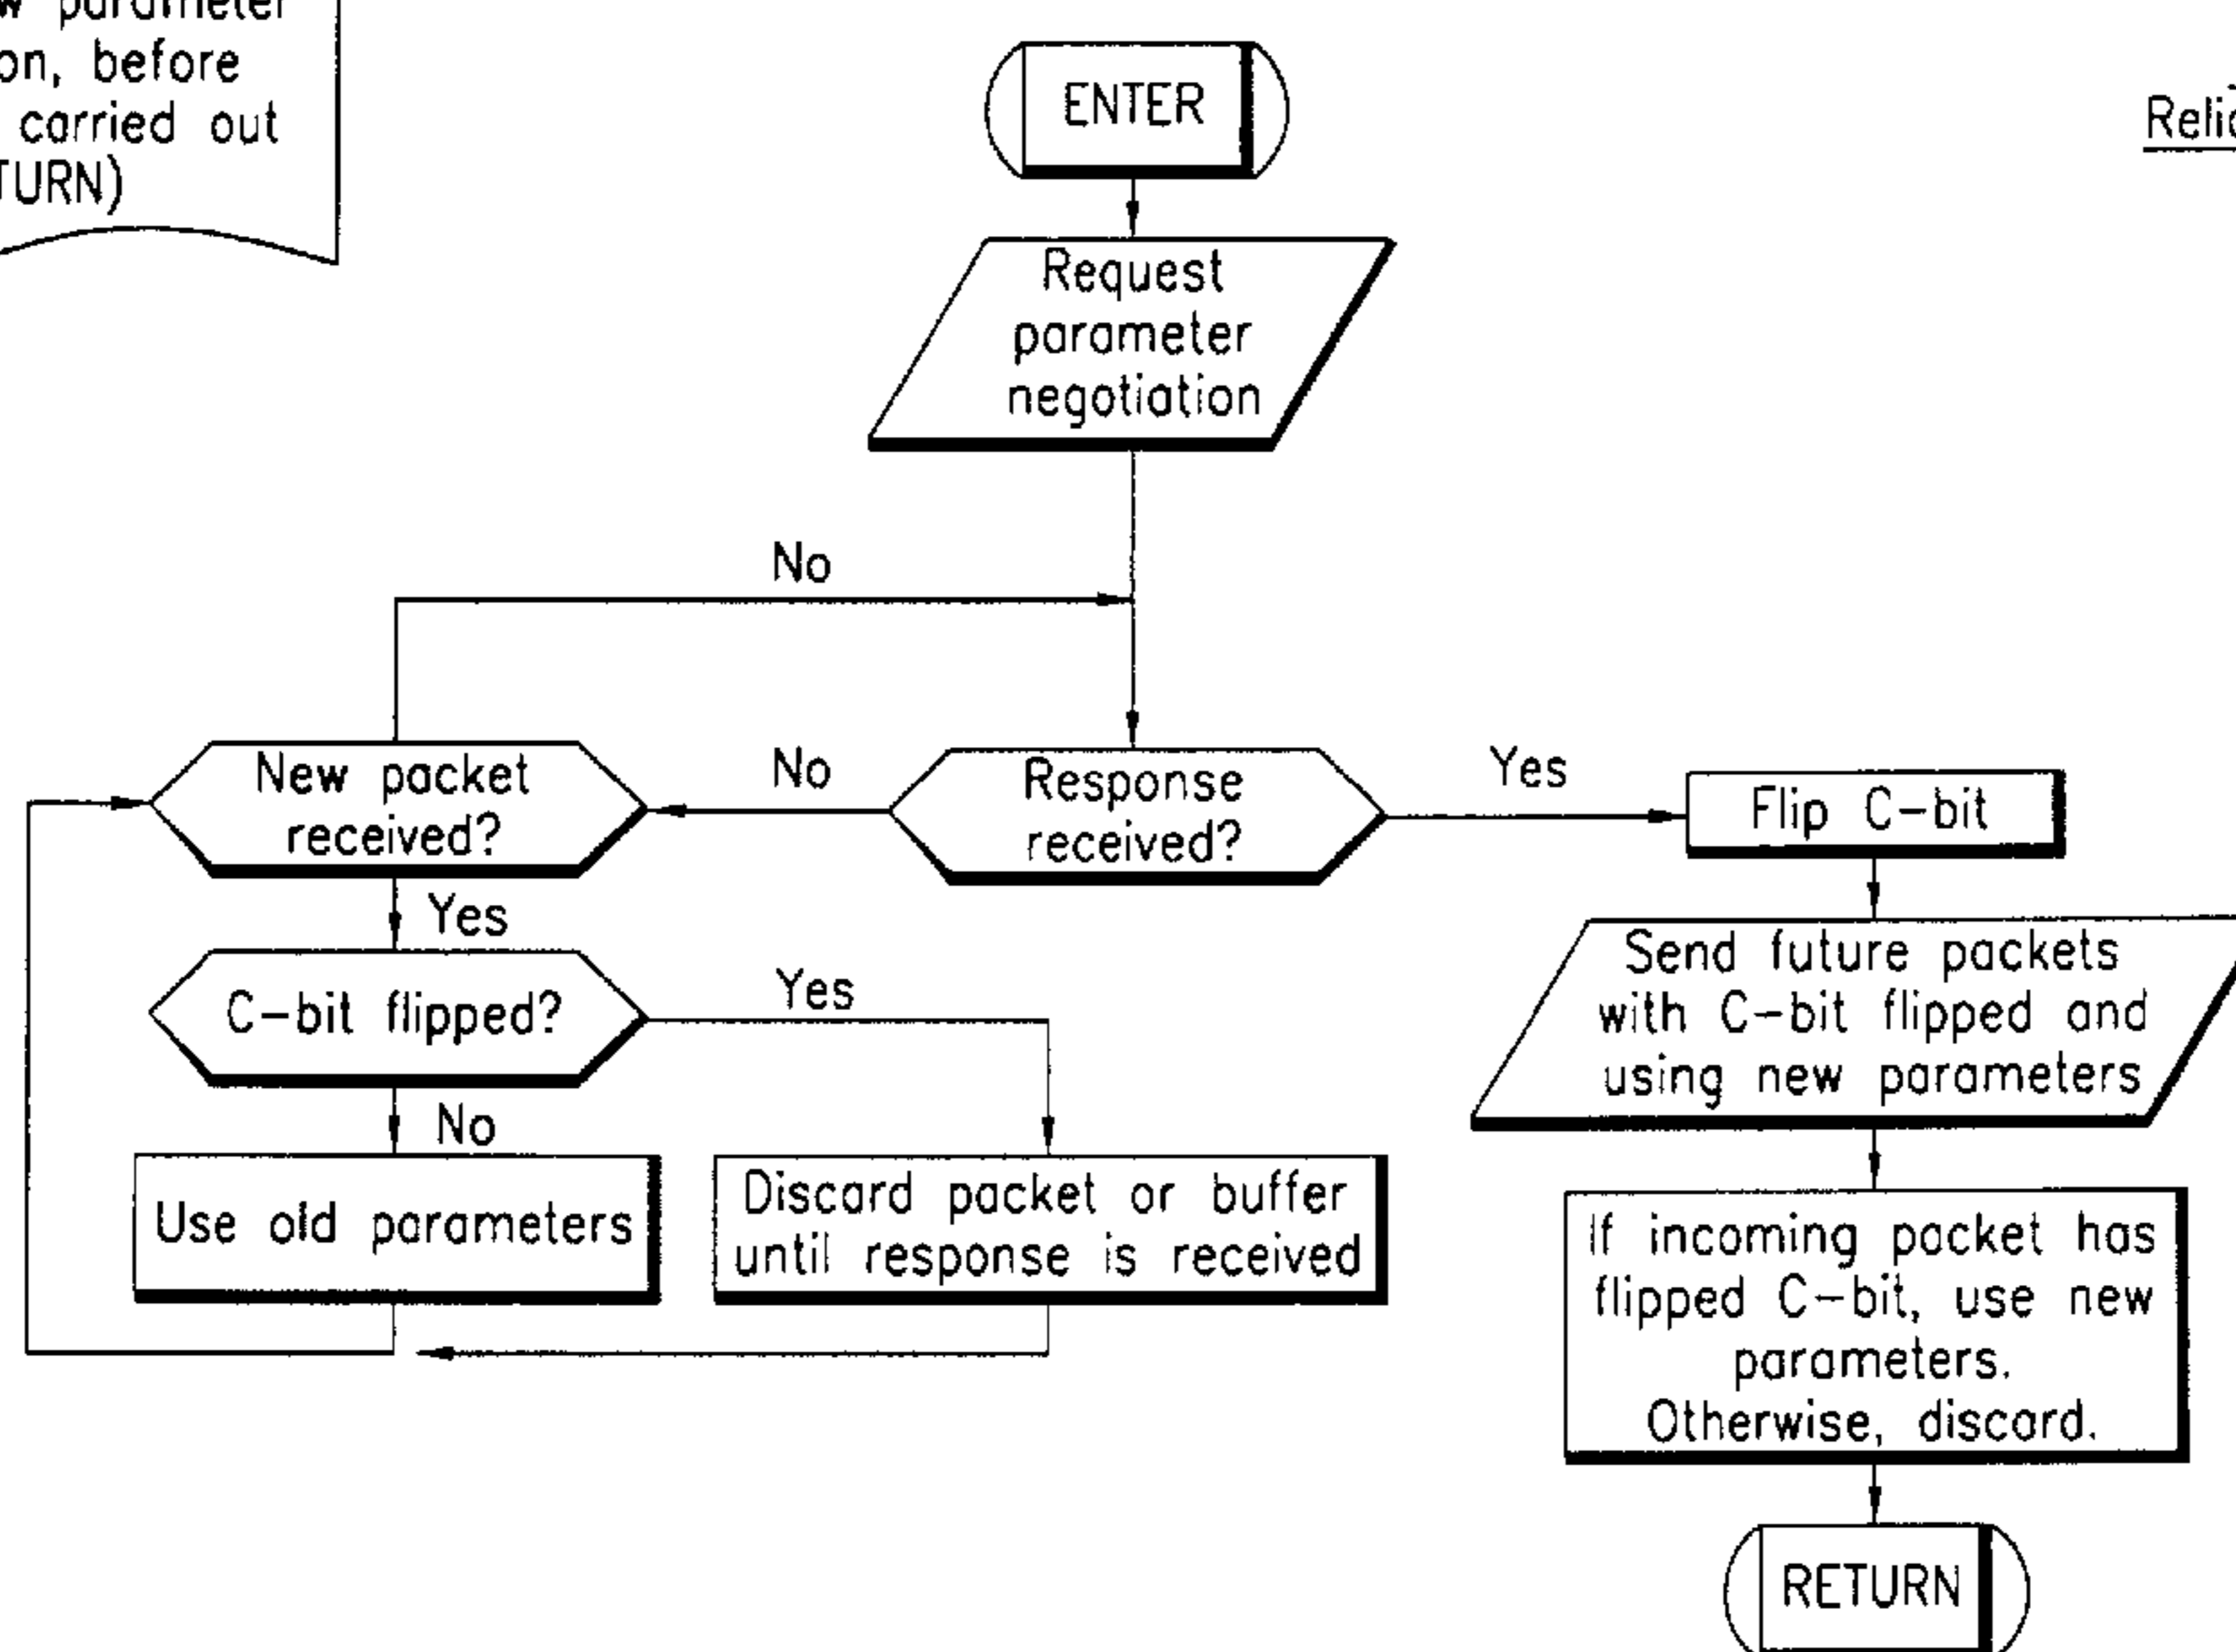 parameter
on, before
carried out
TURN)
ENTER
Request
parameter
negotiation
No
New packet
received?
No
Response
received?
Yes
Flip C-bit
Yes
C-bit flipped?
Yes
Send future packets
with C-bit flipped and
using new parameters
No
Use old parameters
Discard packet or buffer
until response is received
If incoming packet has
flipped C-bit, use new
parameters.
Otherwise, discard.
RETURN